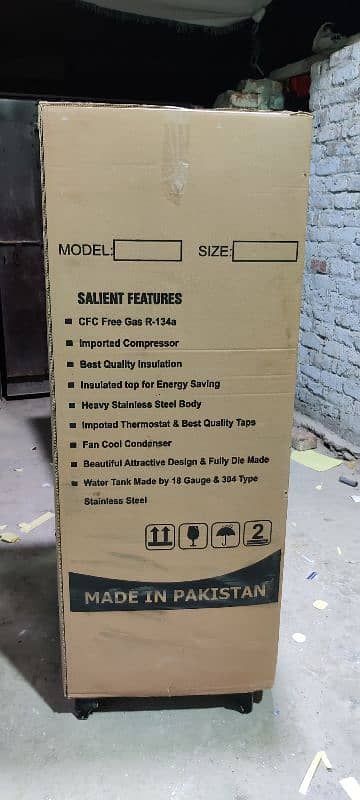 MODEL: SIZE:
SALIENT FEATURES
CFC Free Gas R-134a
Imported Compressor
Best Quality Insulation
Insulated top for Energy Saving
Heavy Stainless Steel Body
Impotad Thermostat & Best Quality Taps
Fan Cool Condenser
Beautiful Attractive Design & Fully Die Made
Water Tank Made by 18 Gauge & 304 Type
Stainless Steel
2
MADE IN PAKISTAN